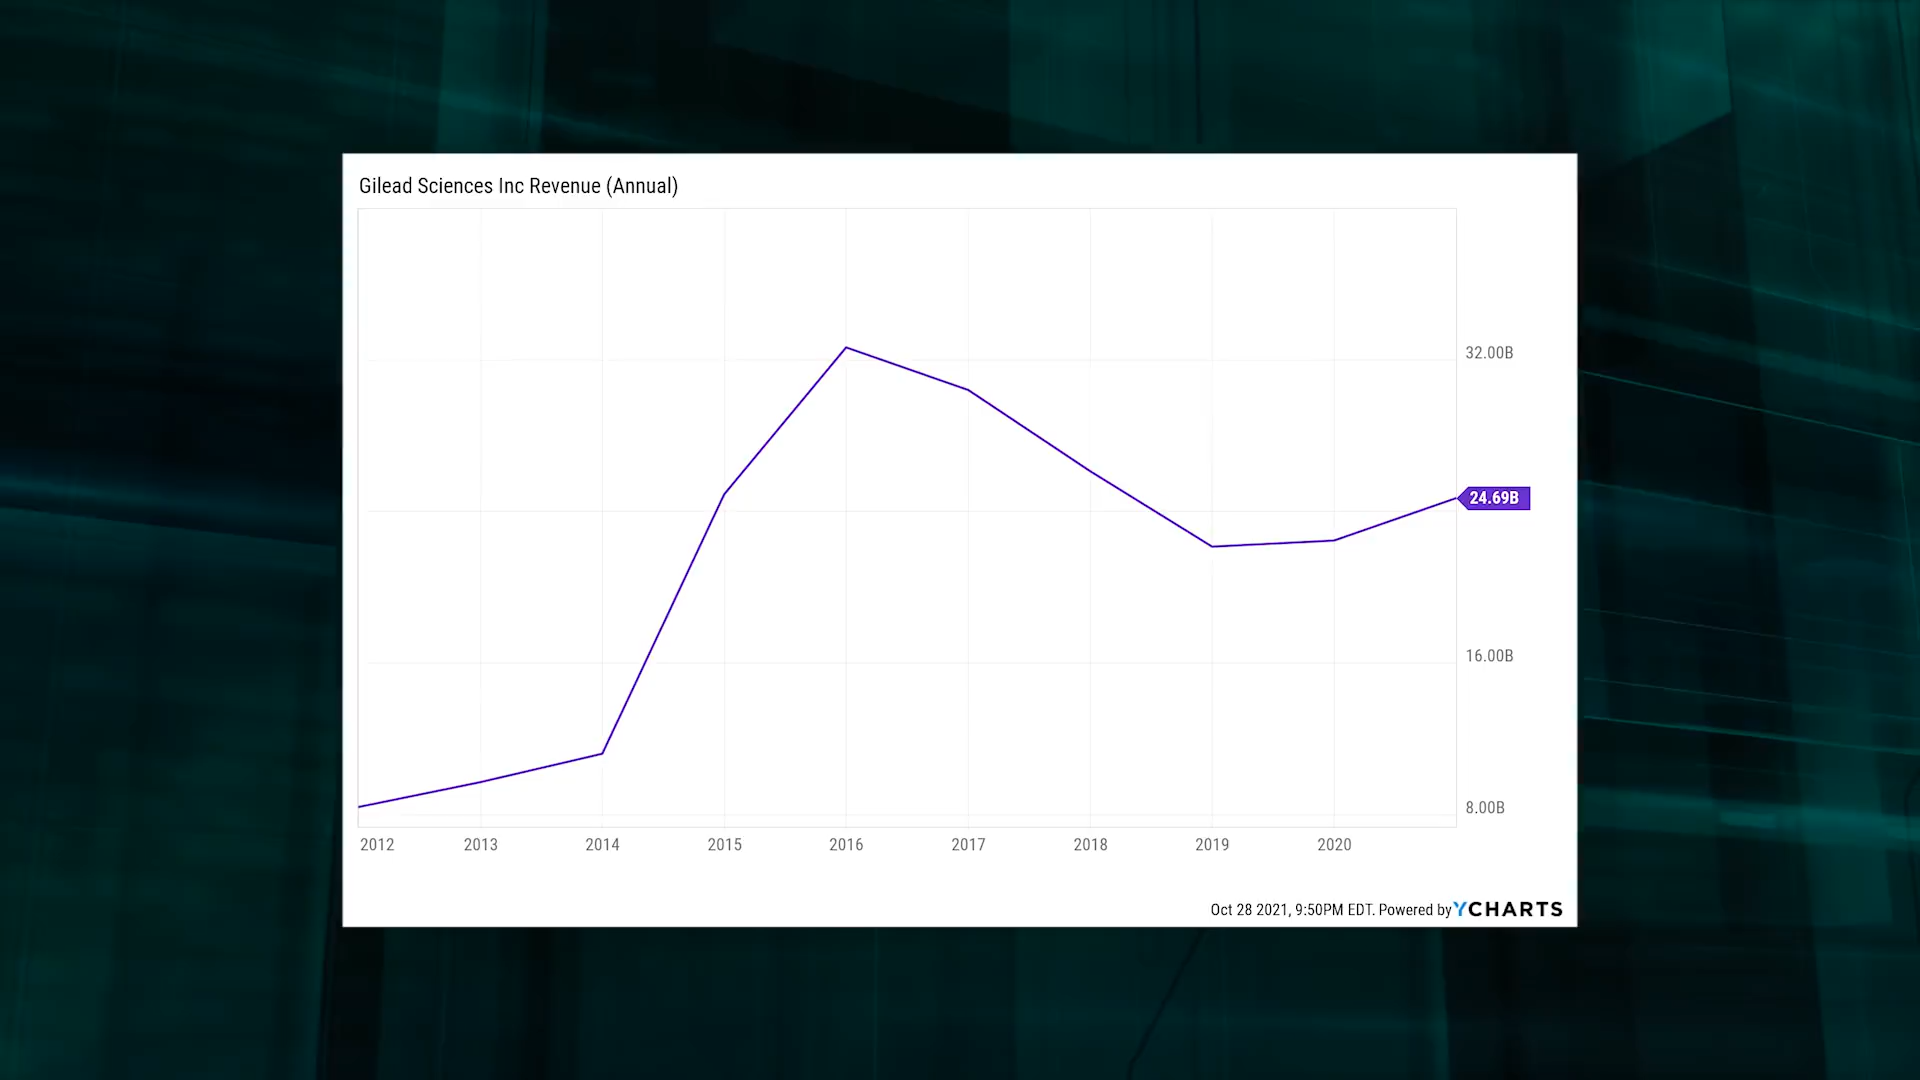 Gilead Sciences Inc Revenue (Annual)
32.00B
24.69B
16.00B
8.00B
2012 2013 2014 2015 2016 2017 2018 2019 2020
Oct 28 2021, 9:50PM EDT. Powered by YCHARTS